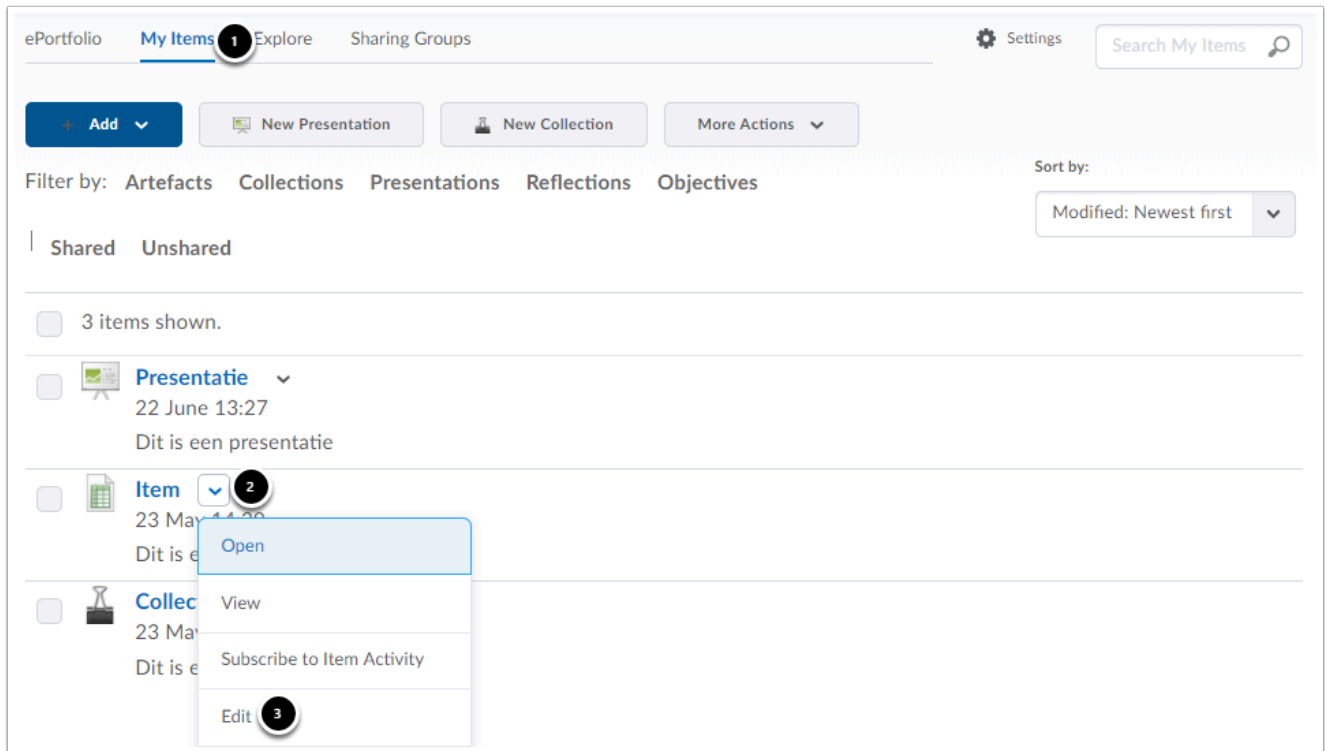 ePortfolio My Items 1 Explore Sharing Groups Settings Search My Items
Add New Presentation New Collection More Actions
Filter by: Artefacts Collections Presentations Reflections Objectives
Sort by:
Modified: Newest first
Shared Unshared
3 items shown.
Presentatie
22 June 13:27
Dit is een presentatie
Item 2
23 May 14:29
Dit is
Open
View
Subscribe to Item Activity
Edit 3
Collec
23 May
Dit is